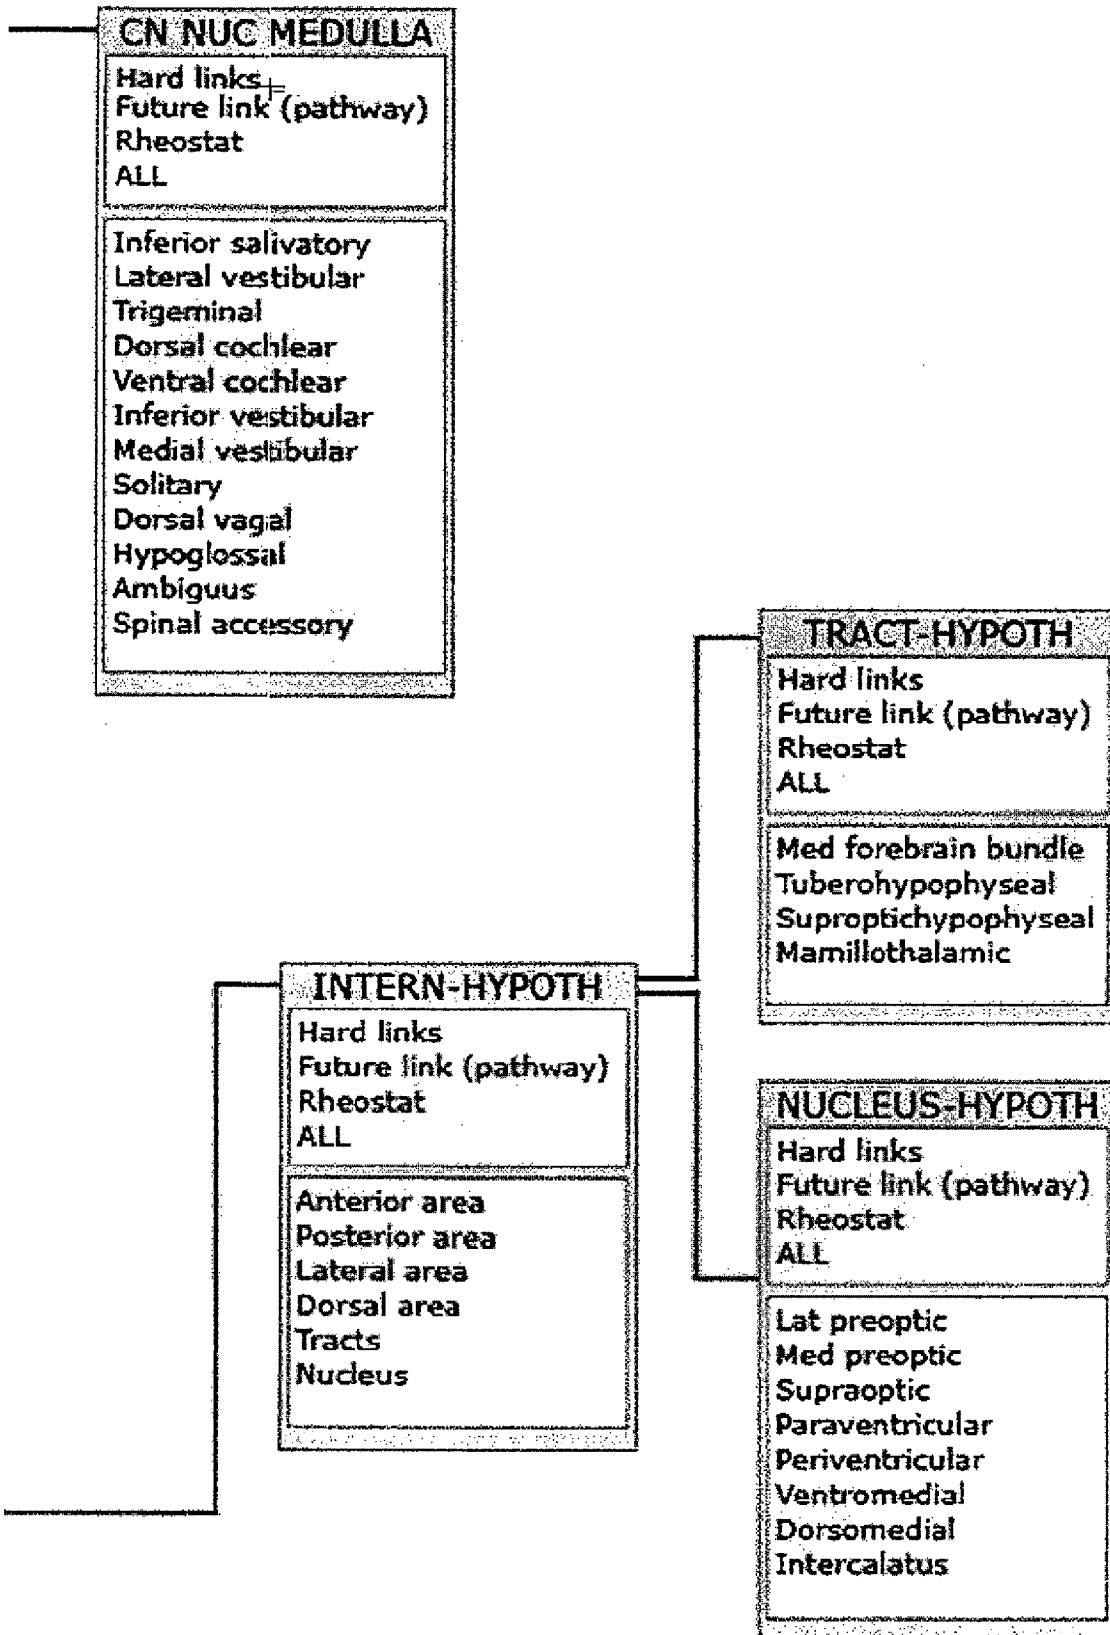 CN NUC MEDULLA
Hard links
Future link (pathway)
Rheostat
ALL
Inferior salivatory
Lateral vestibular
Trigeminal
Dorsal cochlear
Ventral cochlear
Inferior vestibular
Medial vestibular
Solitary
Dorsal vagal
Hypoglossal
Ambiguus
Spinal accessory
INTERN-HYPOTH
Hard links
Future link (pathway)
Rheostat
ALL
Anterior area
Posterior area
Lateral area
Dorsal area
Tracts
Nucleus
TRACT-HYPOTH
Hard links
Future link (pathway)
Rheostat
ALL
Med forebrain bundle
Tuberohypophyseal
Suproptichypophyseal
Mamillothalamic
NUCLEUS-HYPOTH
Hard links
Future link (pathway)
Rheostat
ALL
Lat preoptic
Med preoptic
Supraoptic
Paraventricular
Periventricular
Ventromedial
Dorsomedial
Intercalatus